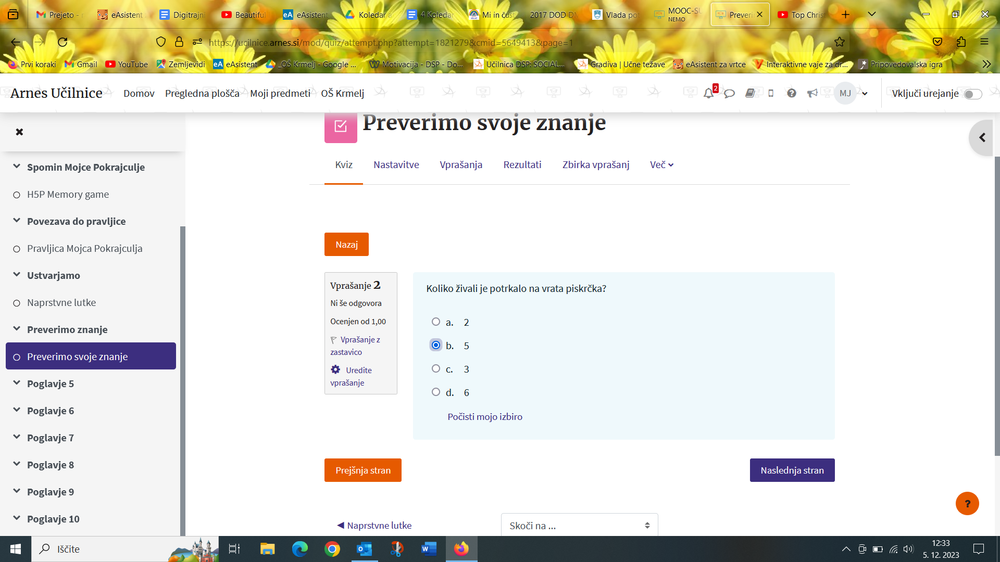 Prejeto -
eAsistent
Digitrajni
Beautiful
eAsistent
Koledar a
4 Koledar
Mi in čust
2017 DOD DN
Vlada pot
MOOC-SU
NEMO
Preveri
Top Christ
https://ucilnice.arnes.si/mod/quiz/attempt.php?attempt=1821279&cmid=5649413&page=1
Prvi koraki
Gmail
YouTube
Zemljevidi
eAsistent
_OŠ Krmelj - Google ...
Motivacija - DSP - Do...
Učilnica DSP: SOCIAL...
Gradiva | Učne težave
eAsistent za vrtce
Interaktivne vaje za dr...
Pripovedovalska igra
Arnes Učilnice
Domov
Pregledna plošča
Moji predmeti
OŠ Krmelj
2
MJ
Vključi urejanje
Spomin Mojce Pokrajculje
H5P Memory game
Povezava do pravljice
Pravljica Mojca Pokrajculja
Ustvarjamo
Naprstvne lutke
Preverimo znanje
Preverimo svoje znanje
Poglavje 5
Poglavje 6
Poglavje 7
Poglavje 8
Poglavje 9
Poglavje 10
Preverimo svoje znanje
Kviz
Nastavitve
Vprašanja
Rezultati
Zbirka vprašanj
Več
Nazaj
Vprašanje 2
Ni še odgovora
Ocenjen od 1,00
Vprašanje z
zastavico
Uredite
vprašanje
Koliko živali je potrkalo na vrata piskrčka?
a. 2
b. 5
c. 3
d. 6
Počisti mojo izbiro
Prejšnja stran
Naslednja stran
?
◀ Naprstvne lutke
Skoči na ...
Iščite
12:33
5. 12. 2023